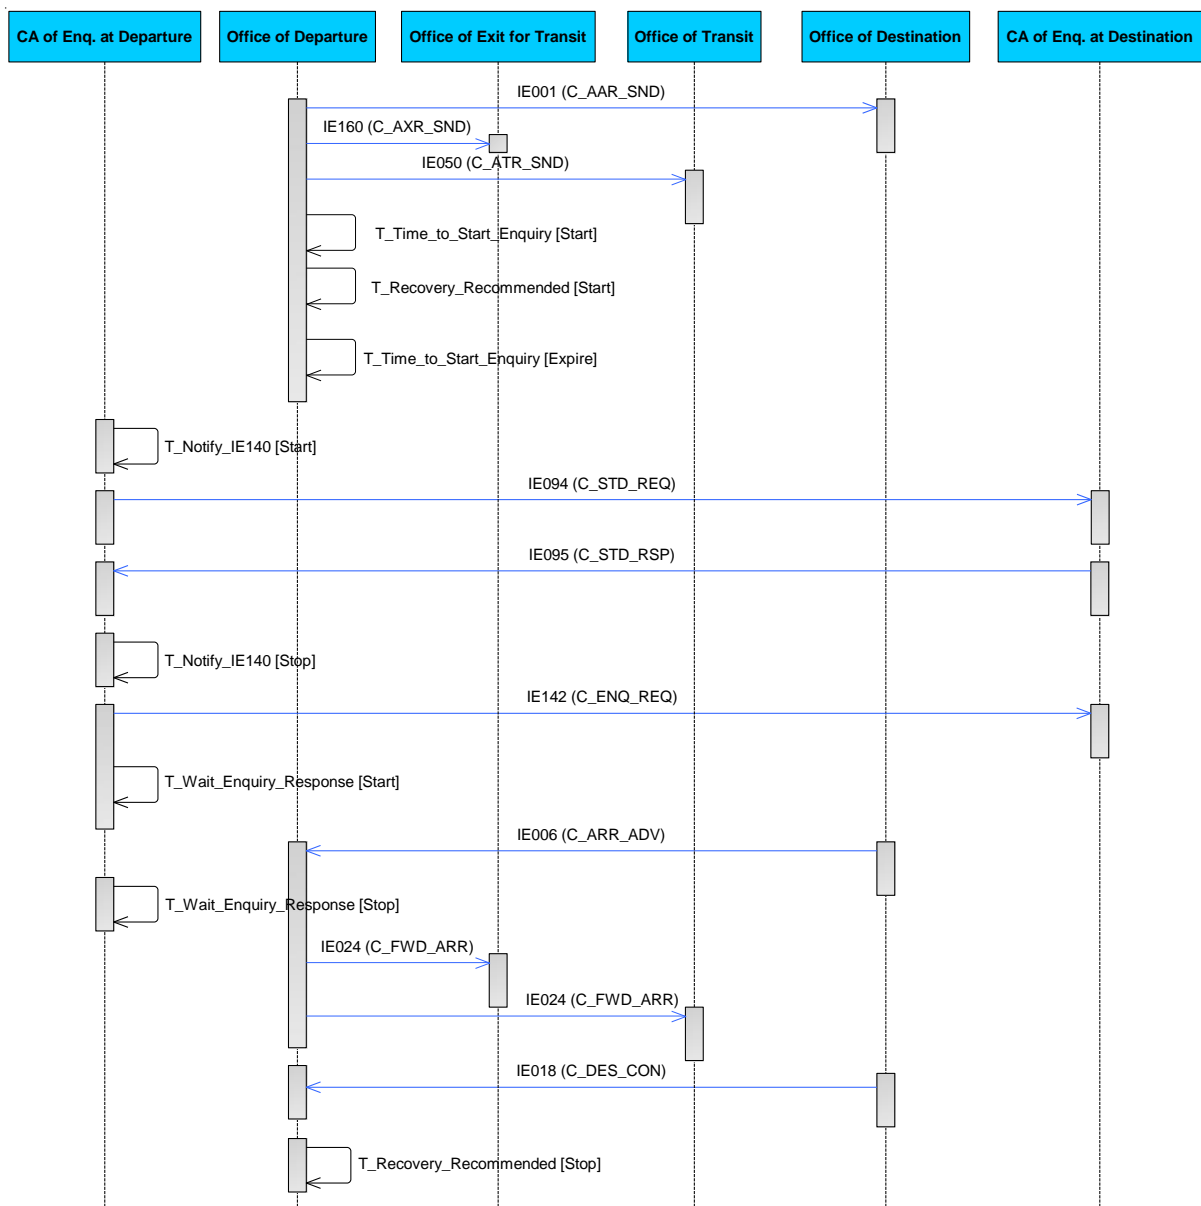 CA of Enq. at Departure
Office of Departure
Office of Exit for Transit
Office of Transit
Office of Destination
CA of Enq. at Destination
IE001 (C_AAR_SND)
IE160 (C_AXR_SND)
IE050 (C_ATR_SND)
T_Time_to_Start_Enquiry [Start]
T_Recovery_Recommended [Start]
T_Time_to_Start_Enquiry [Expire]
T_Notify_IE140 [Start]
IE094 (C_STD_REQ)
IE095 (C_STD_RSP)
T_Notify_IE140 [Stop]
IE142 (C_ENQ_REQ)
T_Wait_Enquiry_Response [Start]
IE006 (C_ARR_ADV)
T_Wait_Enquiry_Response [Stop]
IE024 (C_FWD_ARR)
IE024 (C_FWD_ARR)
IE018 (C_DES_CON)
T_Recovery_Recommended [Stop]